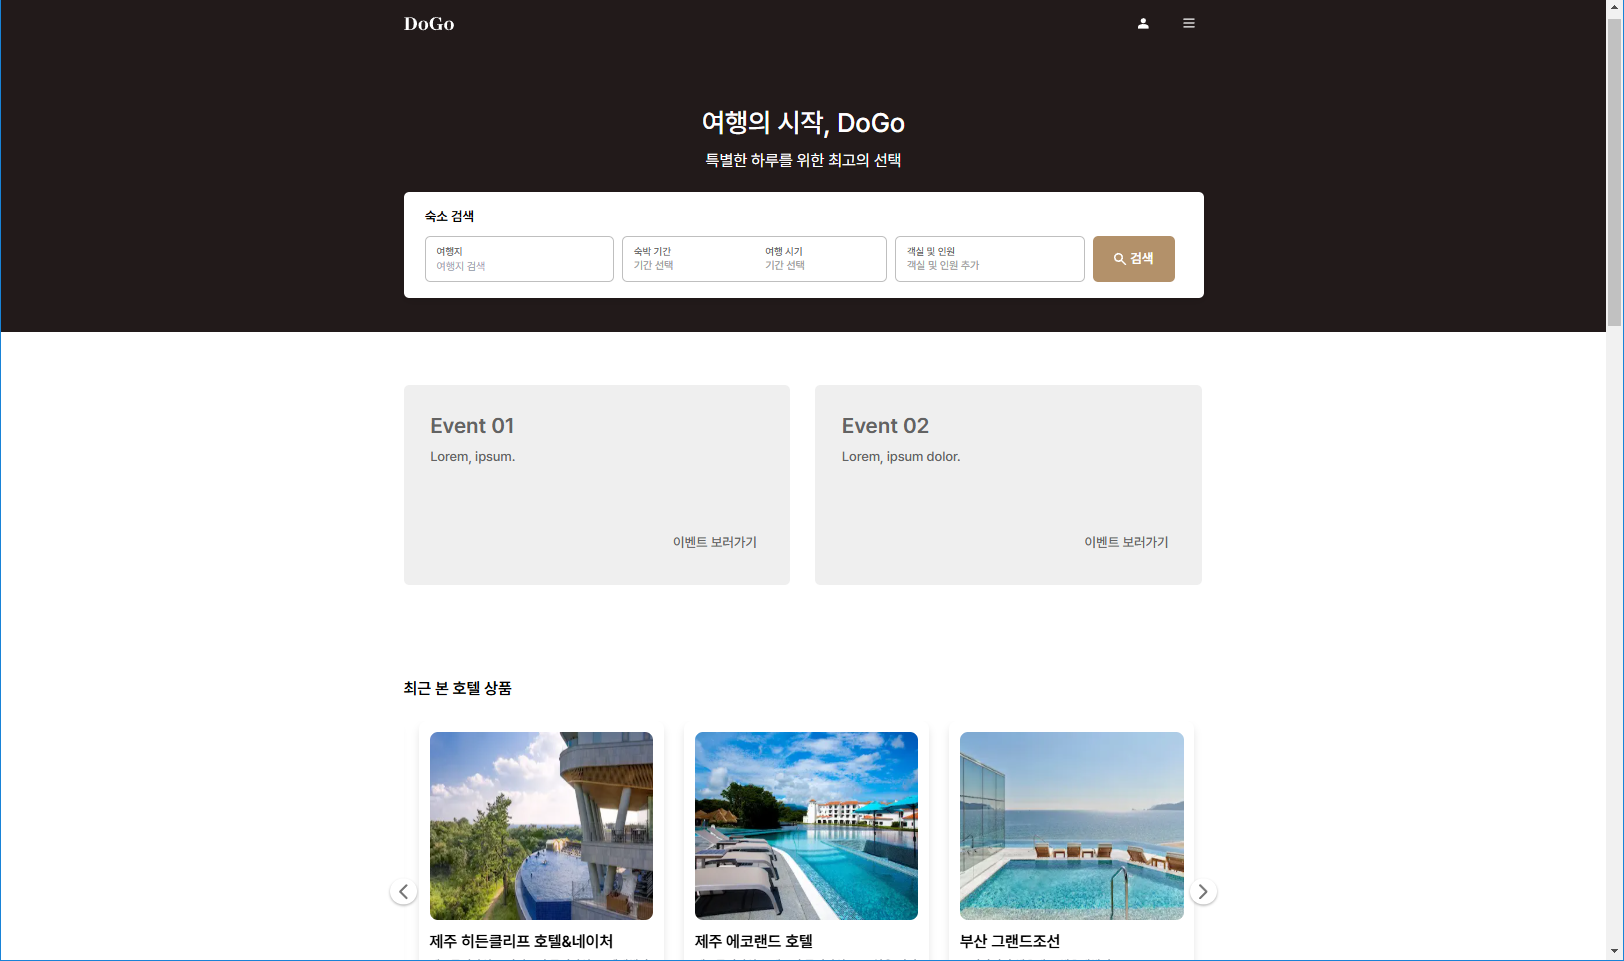 DoGo
여행의 시작, DoGo
특별한 하루를 위한 최고의 선택
숙소 검색
여행지
여행지 검색
숙박 기간
기간 선택
여행 시기
기간 선택
객실 및 인원
객실 및 인원 추가
검색
Event 01
Lorem, ipsum.
이벤트 보러가기
Event 02
Lorem, ipsum dolor.
이벤트 보러가기
최근 본 호텔 상품
제주 히든클리프 호텔&네이처
제주 에코랜드 호텔
부산 그랜드조선